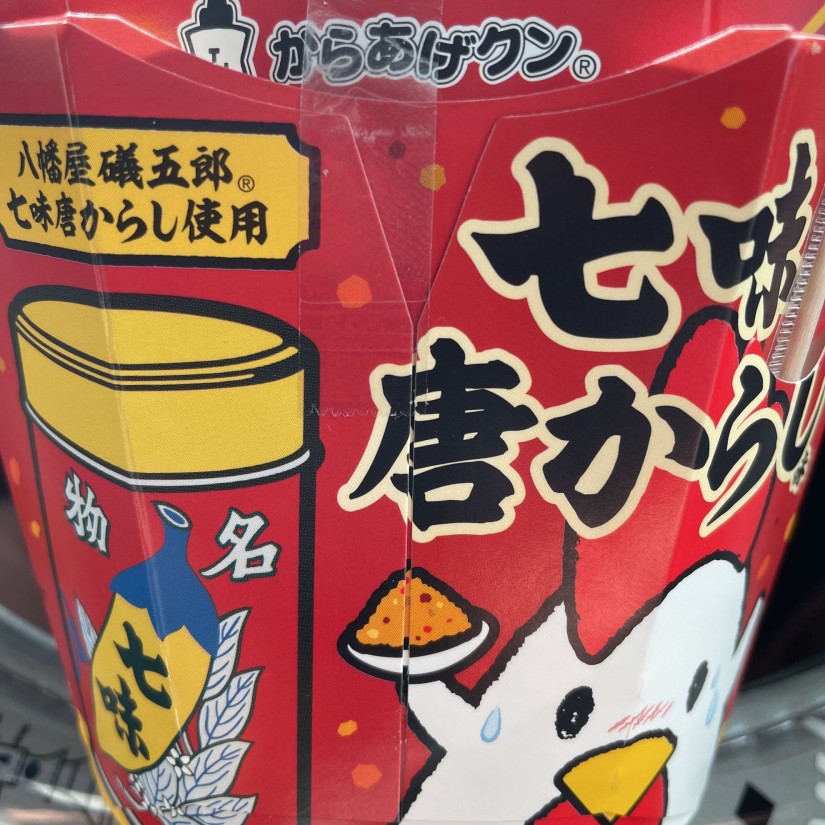 からあげクン®
八幡屋礒五郎®
七味唐からし使用
七味
唐からし味
名物
七味